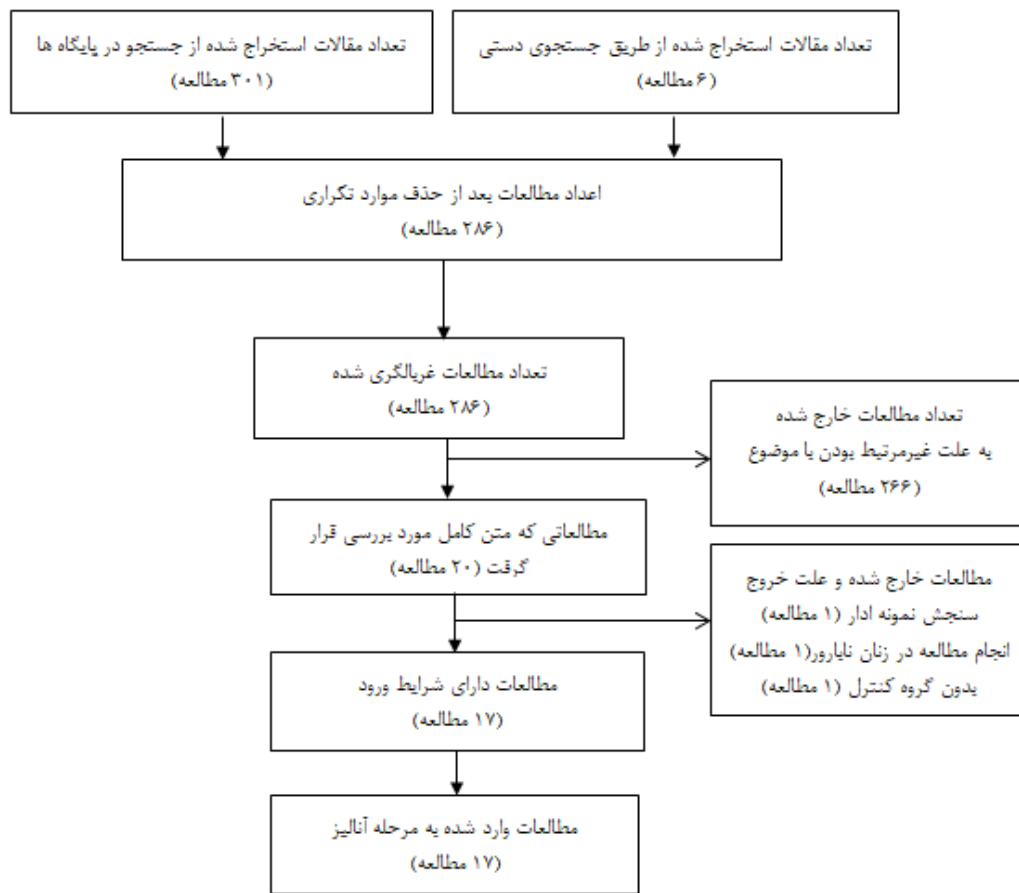 تعداد مقالات استخراج شده از جستجو در پایگاه ها
(۳۰۱ مطالعه)
تعداد مقالات استخراج شده از طریق جستجوی دستی
(۶ مطالعه)
اعداد مطالعات بعد از حذف موارد تکراری
(۲۸۶ مطالعه)
تعداد مطالعات غربالگری شده
(۲۸۶ مطالعه)
تعداد مطالعات خارج شده
به علت غیرمرتبط بودن با موضوع
(۲۶۶ مطالعه)
مطالعاتی که متن کامل مورد بررسی قرار
گرفت (۲۰ مطالعه)
مطالعات خارج شده و علت خروج
سنجش نمونه ادار (۱ مطالعه)
انجام مطالعه در زنان نابارور(۱ مطالعه)
بدون گروه کنترل (۱ مطالعه)
مطالعات دارای شرایط ورود
(۱۷ مطالعه)
مطالعات وارد شده به مرحله آنالیز
(۱۷ مطالعه)